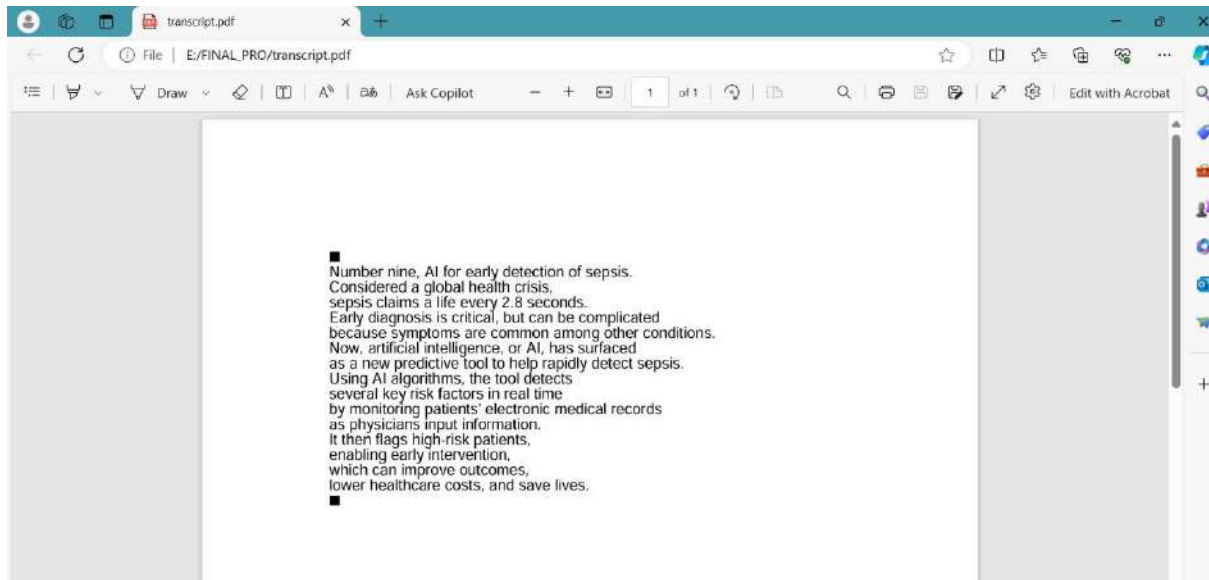 transcript.pdf
File | E:/FINAL_PRO/transcript.pdf
Draw
Ask Copilot
1 of 1
Edit with Acrobat
Number nine, AI for early detection of sepsis.
Considered a global health crisis,
sepsis claims a life every 2.8 seconds.
Early diagnosis is critical, but can be complicated
because symptoms are common among other conditions.
Now, artificial intelligence, or AI, has surfaced
as a new predictive tool to help rapidly detect sepsis.
Using AI algorithms, the tool detects
several key risk factors in real time
by monitoring patients' electronic medical records
as physicians input information.
It then flags high-risk patients,
enabling early intervention,
which can improve outcomes,
lower healthcare costs, and save lives.